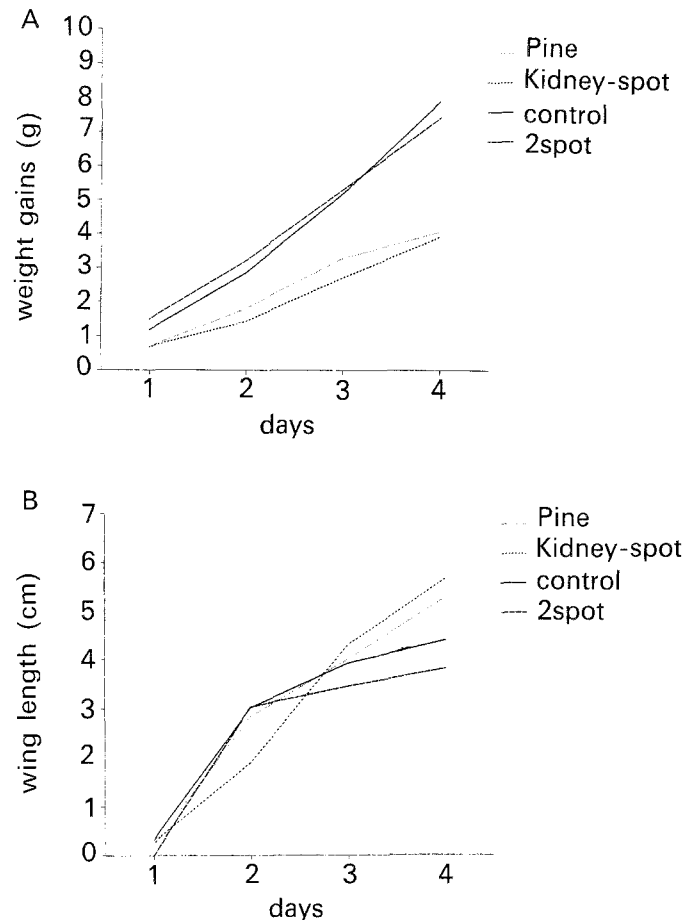 A
10
9
8
7
6
5
4
3
2
1
0
weight gains (g)
1 2 3 4
days
Pine
Kidney-spot
control
2spot
B
7
6
5
4
3
2
1
0
wing length (cm)
1 2 3 4
days
Pine
Kidney-spot
control
2spot